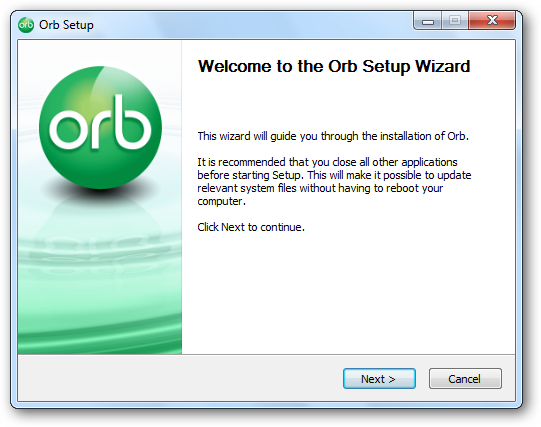 orb Orb Setup
orb
Welcome to the Orb Setup Wizard
This wizard will guide you through the installation of Orb.
It is recommended that you close all other applications
before starting Setup. This will make it possible to update
relevant system files without having to reboot your
computer.
Click Next to continue.
Next >
Cancel